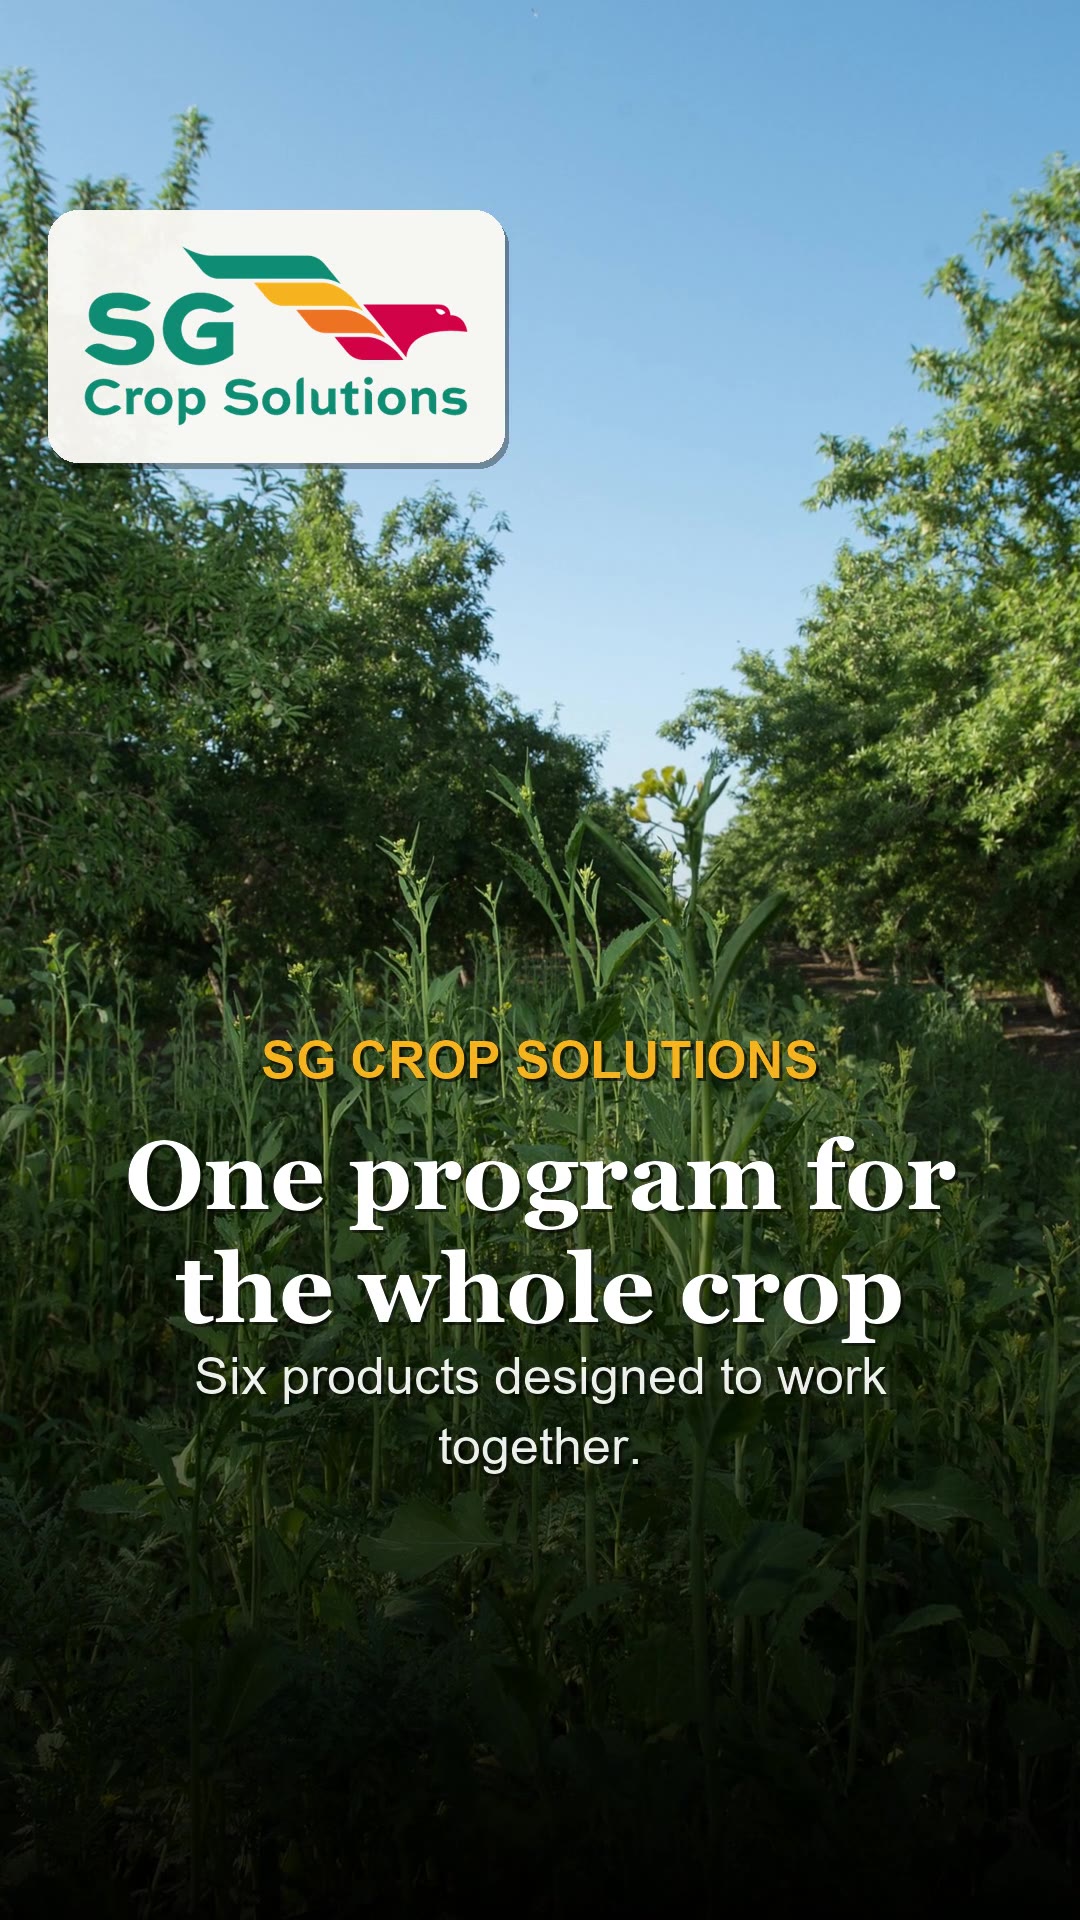 SG
Crop Solutions
SG CROP SOLUTIONS
One program for
the whole crop
Six products designed to work
together.